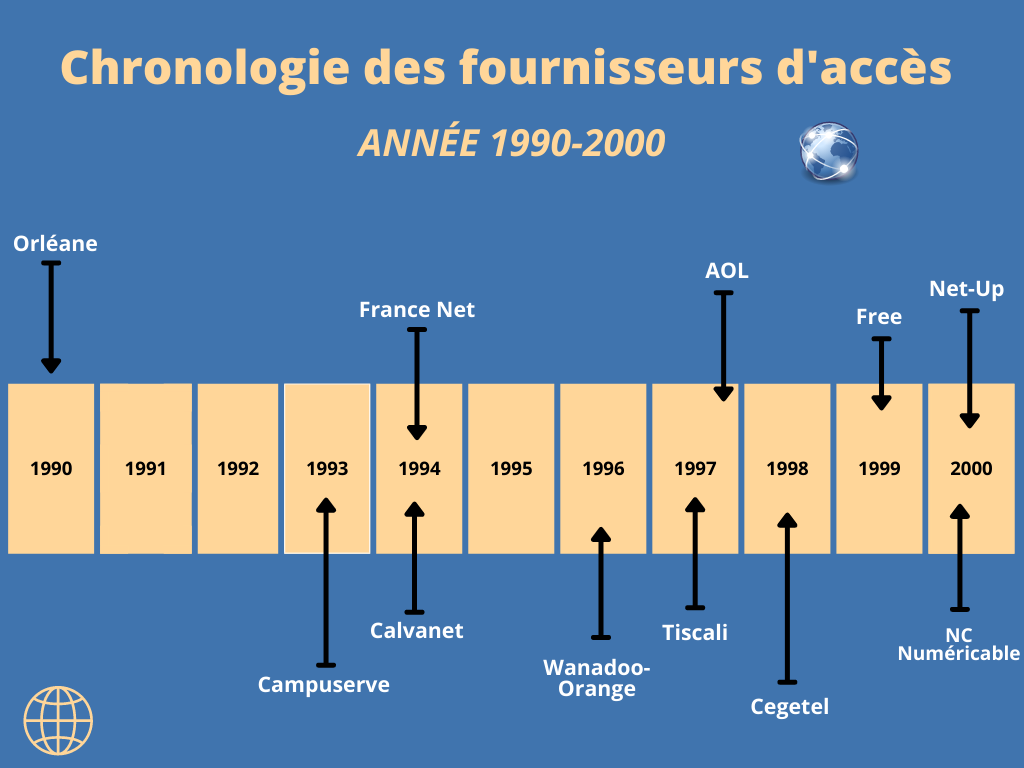 Chronologie des fournisseurs d'accès
ANNÉE 1990-2000
Orléane
France Net
AOL
Free
Net-Up
1990
1991
1992
1993
1994
1995
1996
1997
1998
1999
2000
Campuserve
Calvanet
Wanadoo-
Orange
Tiscali
Cegetel
NC
Numéricable